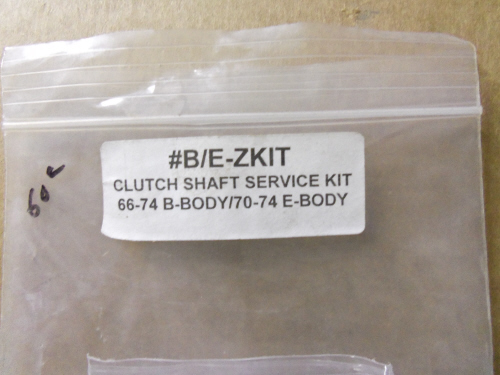 #B/E-ZKIT
CLUTCH SHAFT SERVICE KIT
66-74 B-BODY/70-74 E-BODY